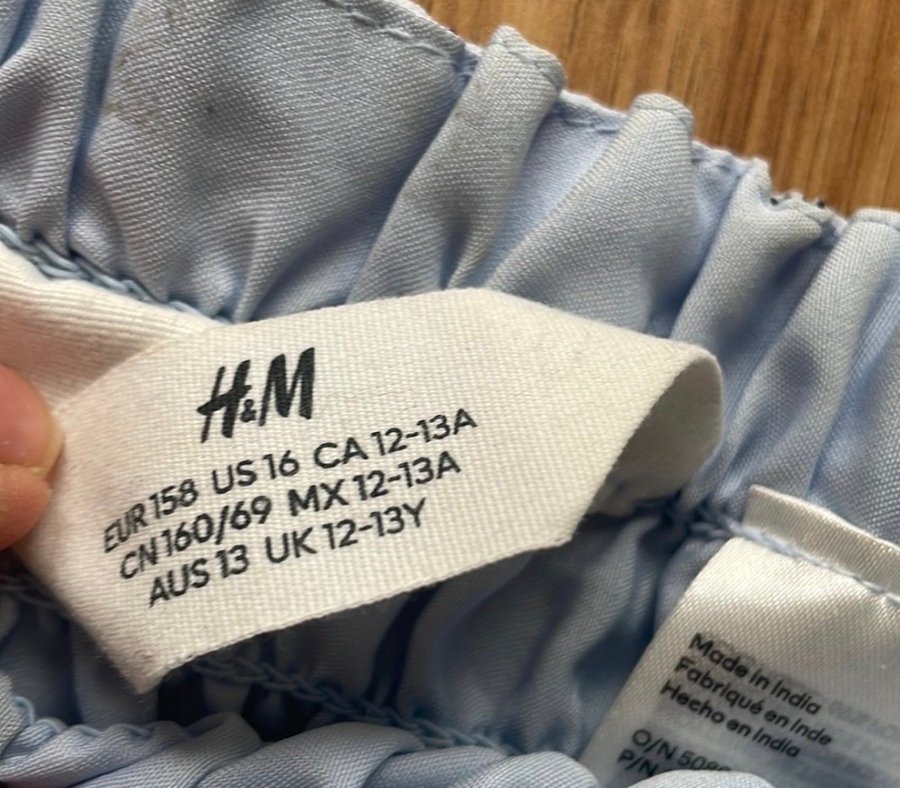 H&M
EUR 158 US 16 CA 12-13A
CN 160/69 MX 12-13A
AUS 13 UK 12-13Y
Made in India
Fabriqué en Inde
Hecho en India
O/N
P/N